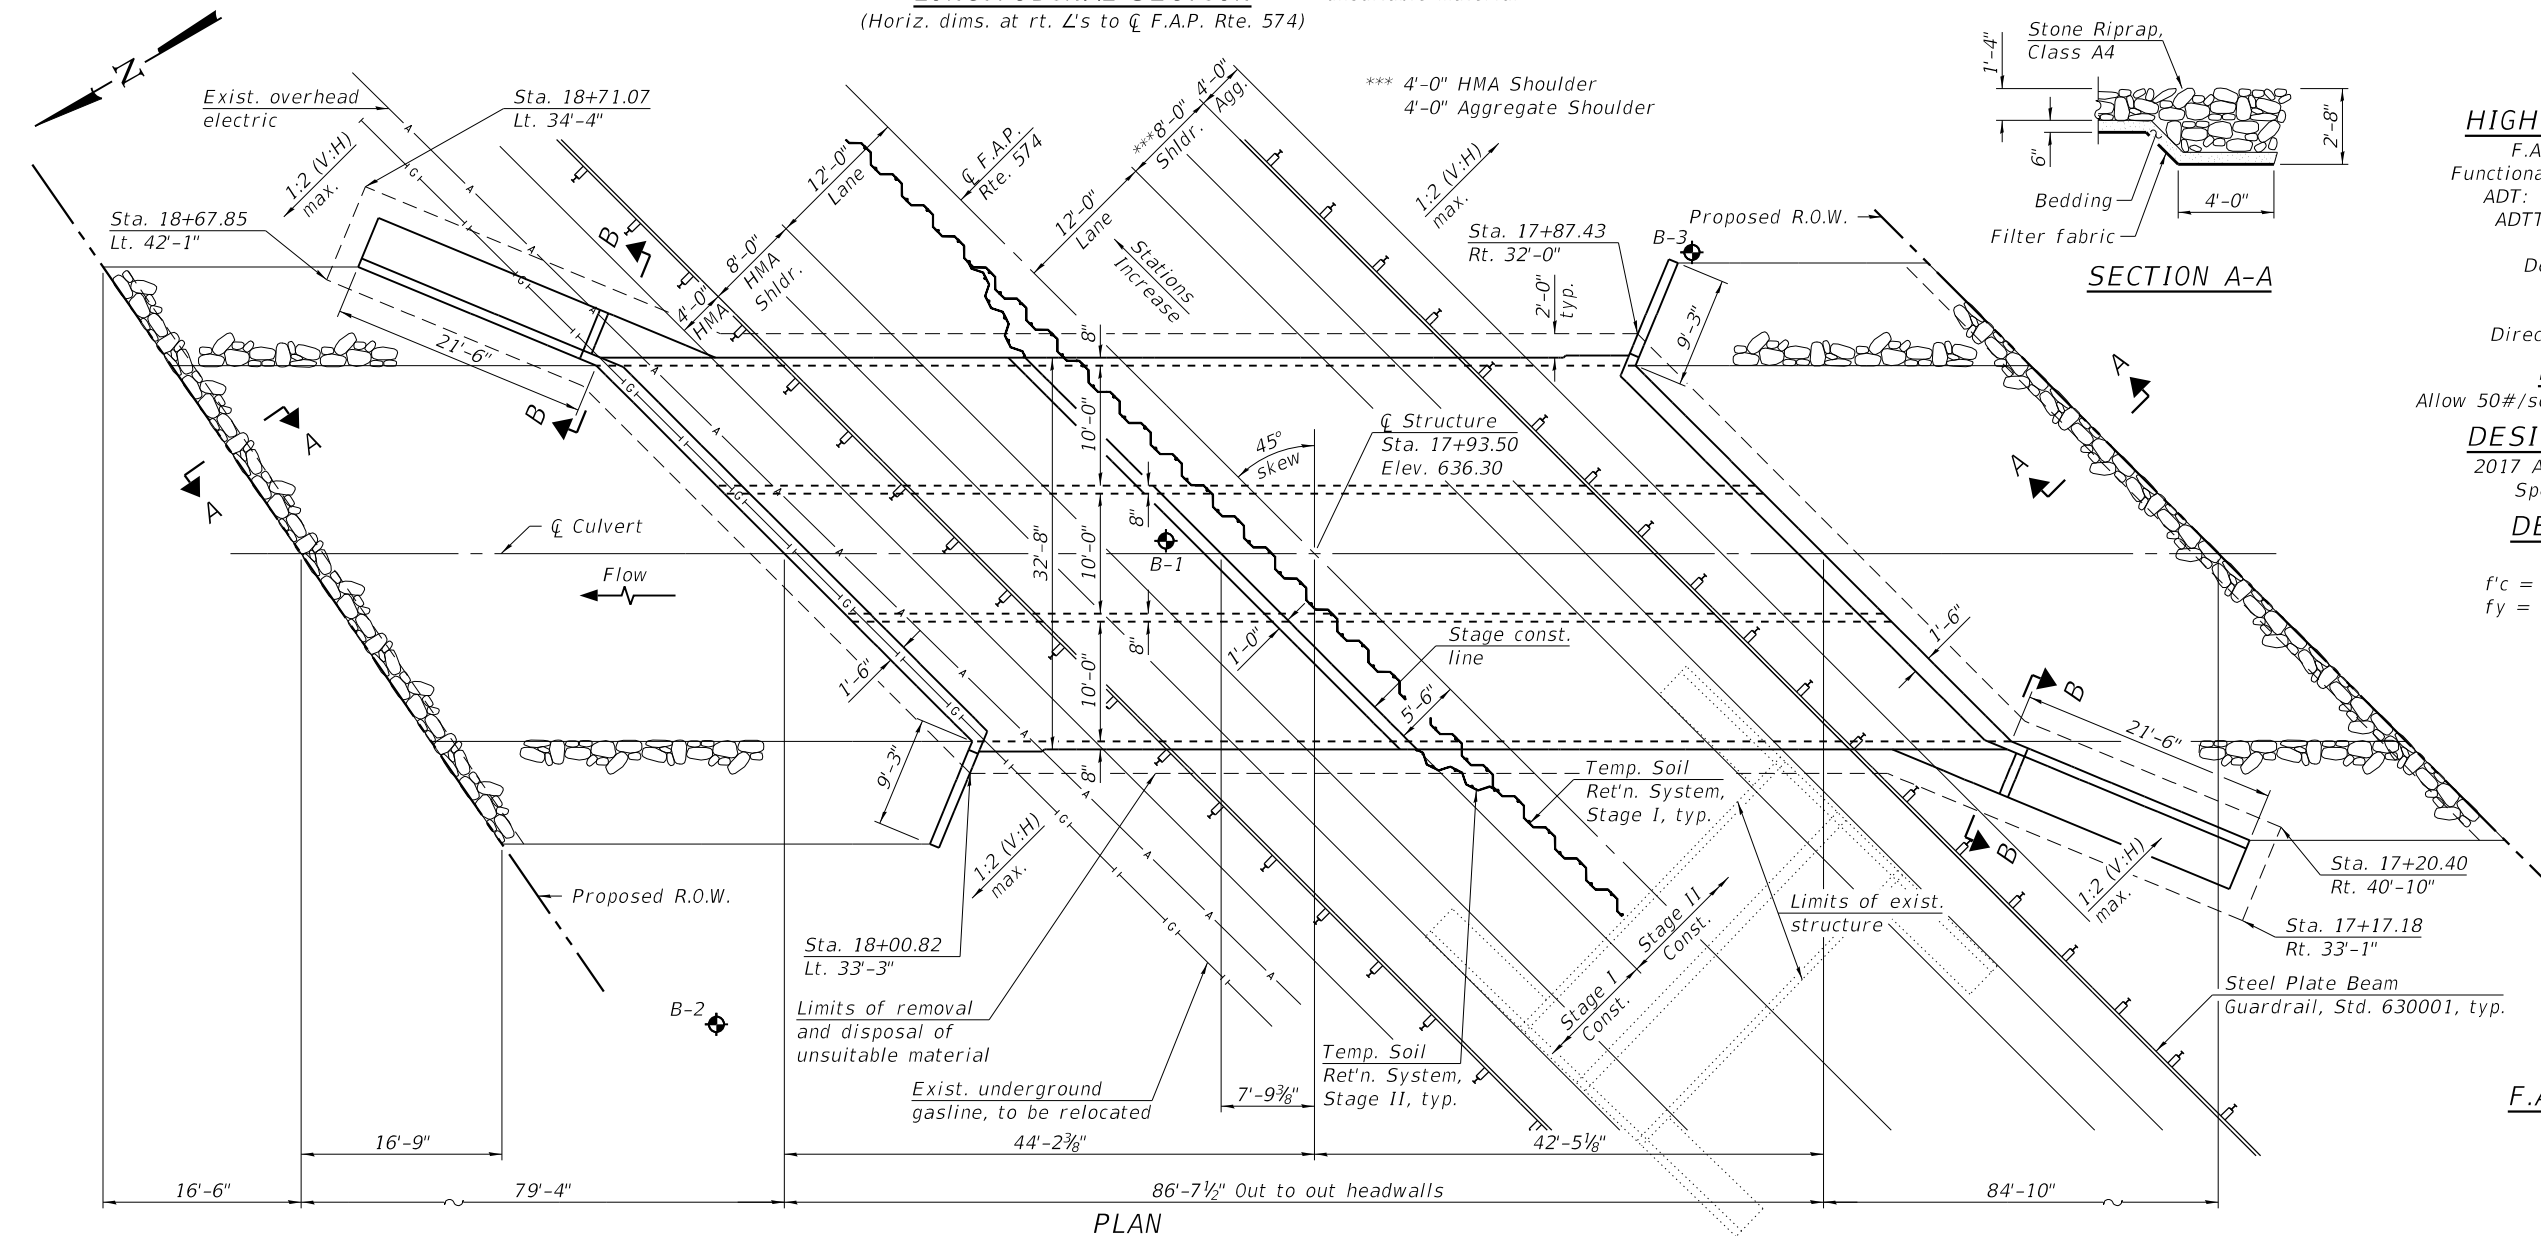 (Horiz. dims. at rt. ∠'s to ℄ F.A.P. Rte. 574)
N
Exist. overhead
electric
Sta. 18+71.07
Lt. 34'-4"
1:2 (V:H)
max.
Sta. 18+67.85
Lt. 42'-1"
21'-6"
B
B
A
A
12'-0"
Lane
8'-0"
HMA
Shldr.
4'-0"
HMA
℄ F.A.P.
Rte. 574
12'-0"
Lane
***8'-0"
Shldr.
4'-0"
Agg.
Stations
Increase
*** 4'-0" HMA Shoulder
4'-0" Aggregate Shoulder
1:2 (V:H)
max.
Sta. 17+87.43
Rt. 32'-0"
B-3
2'-0"
typ.
9'-3"
Proposed R.O.W.
Stone Riprap,
Class A4
1'-4"
6"
2'-8"
4'-0"
Bedding
Filter fabric
SECTION A-A
HIGH
F.A
Functiona
ADT:
ADTT
Direc
Allow 50#/s
DESI
2017 A
Sp
DE
f'c =
fy =
F.A
A
A
8"
10'-0"
32'-8"
8"
10'-0"
8"
10'-0"
8"
45°
skew
℄ Structure
Sta. 17+93.50
Elev. 636.30
B-1
℄ Culvert
Flow
1'-6"
1'-0"
Stage const.
line
5'-6"
1'-6"
B
B
21'-6"
9'-3"
1:2 (V:H)
max.
Temp. Soil
Ret'n. System,
Stage I, typ.
Limits of exist.
structure
Stage II
Const.
Stage I
Const.
1:2 (V:H)
max.
Sta. 17+20.40
Rt. 40'-10"
Sta. 17+17.18
Rt. 33'-1"
Steel Plate Beam
Guardrail, Std. 630001, typ.
Proposed R.O.W.
Sta. 18+00.82
Lt. 33'-3"
B-2
Limits of removal
and disposal of
unsuitable material
Exist. underground
gasline, to be relocated
Temp. Soil
Ret'n. System,
Stage II, typ.
7'-9⅜"
16'-9"
44'-2⅜"
42'-5⅛"
16'-6"
79'-4"
86'-7½" Out to out headwalls
84'-10"
PLAN